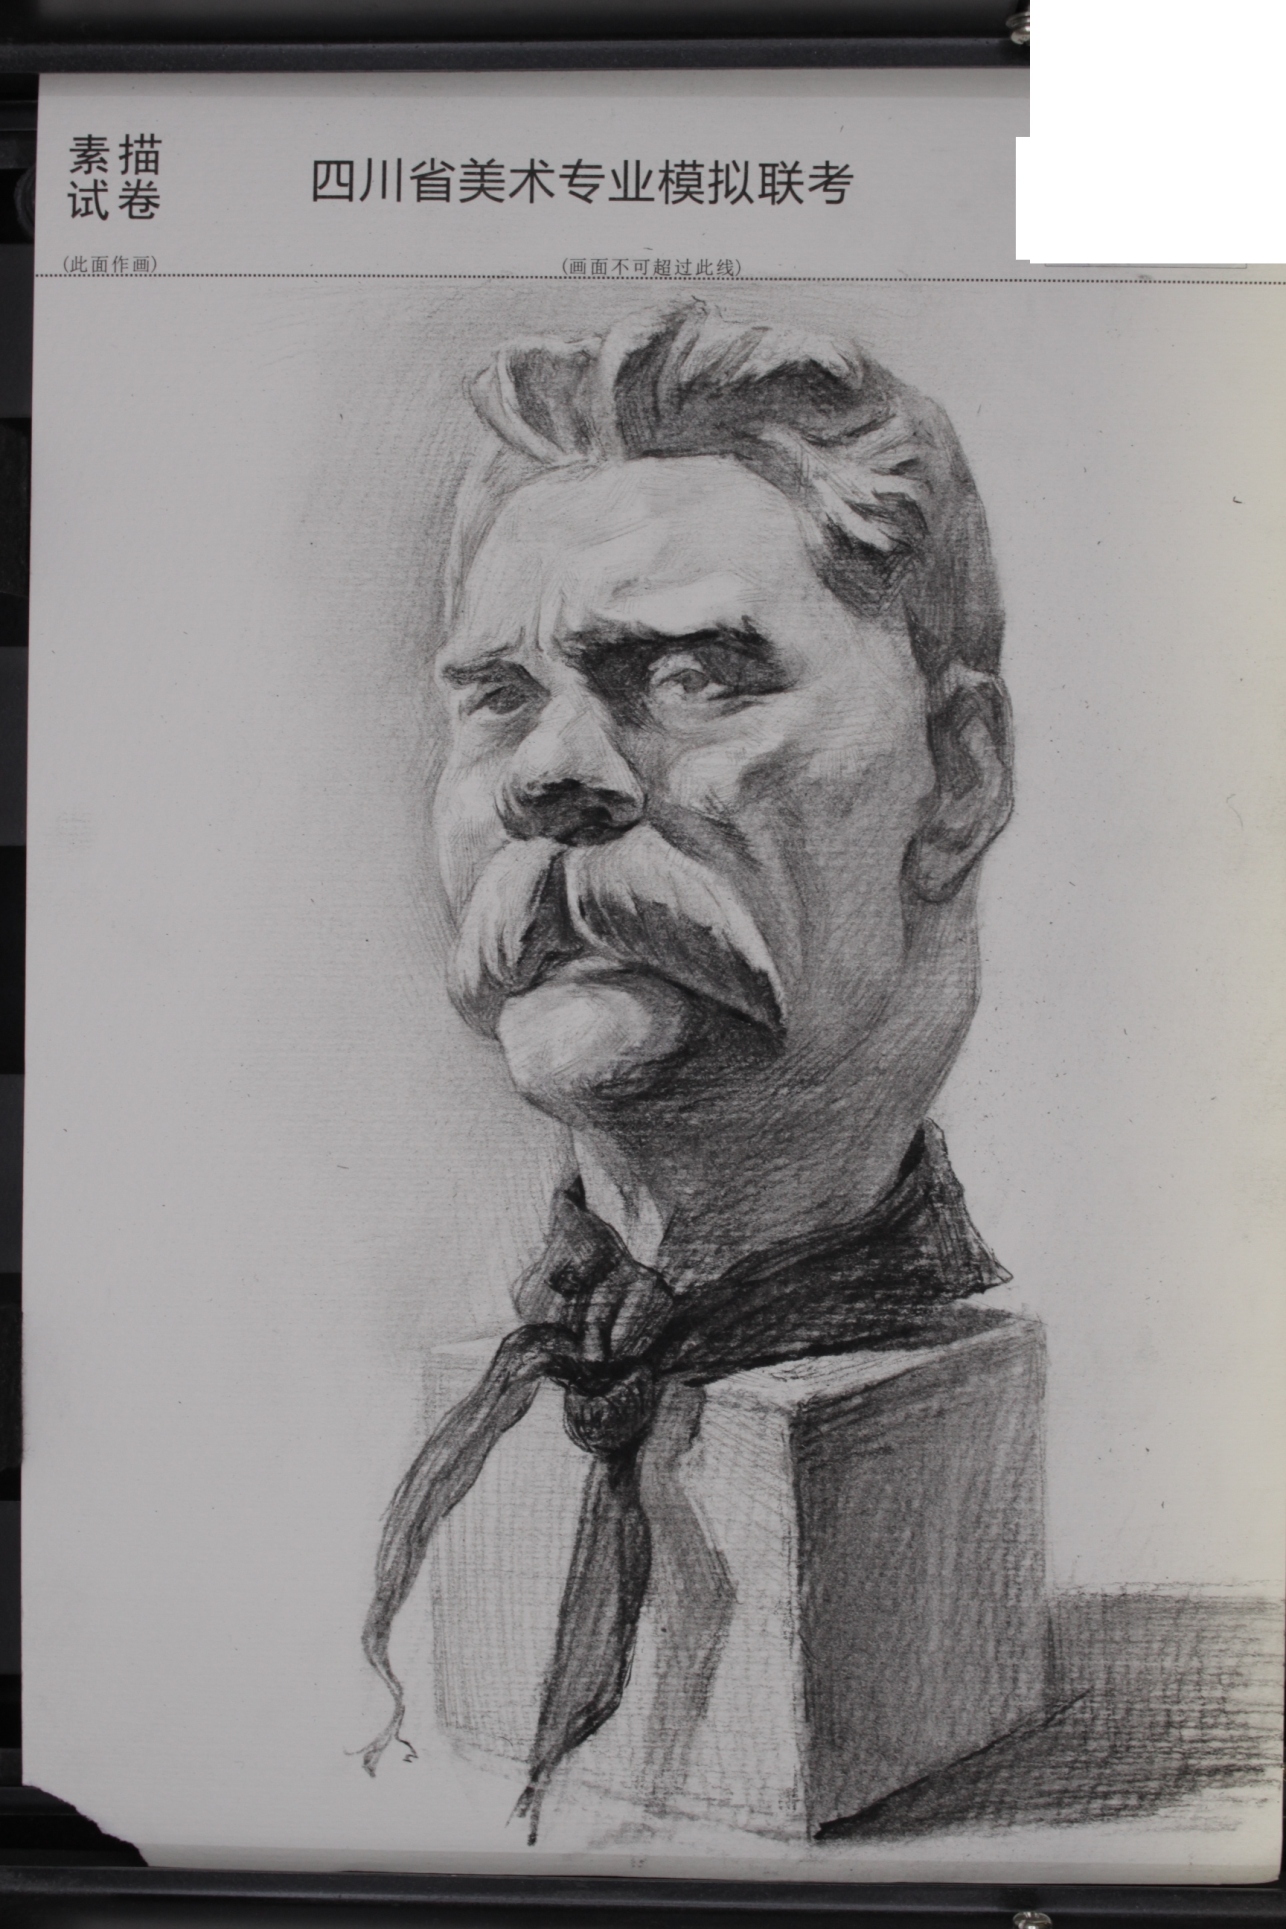 素描
试卷
四川省美术专业模拟联考
(此面作画)
(画面不可超过此线)